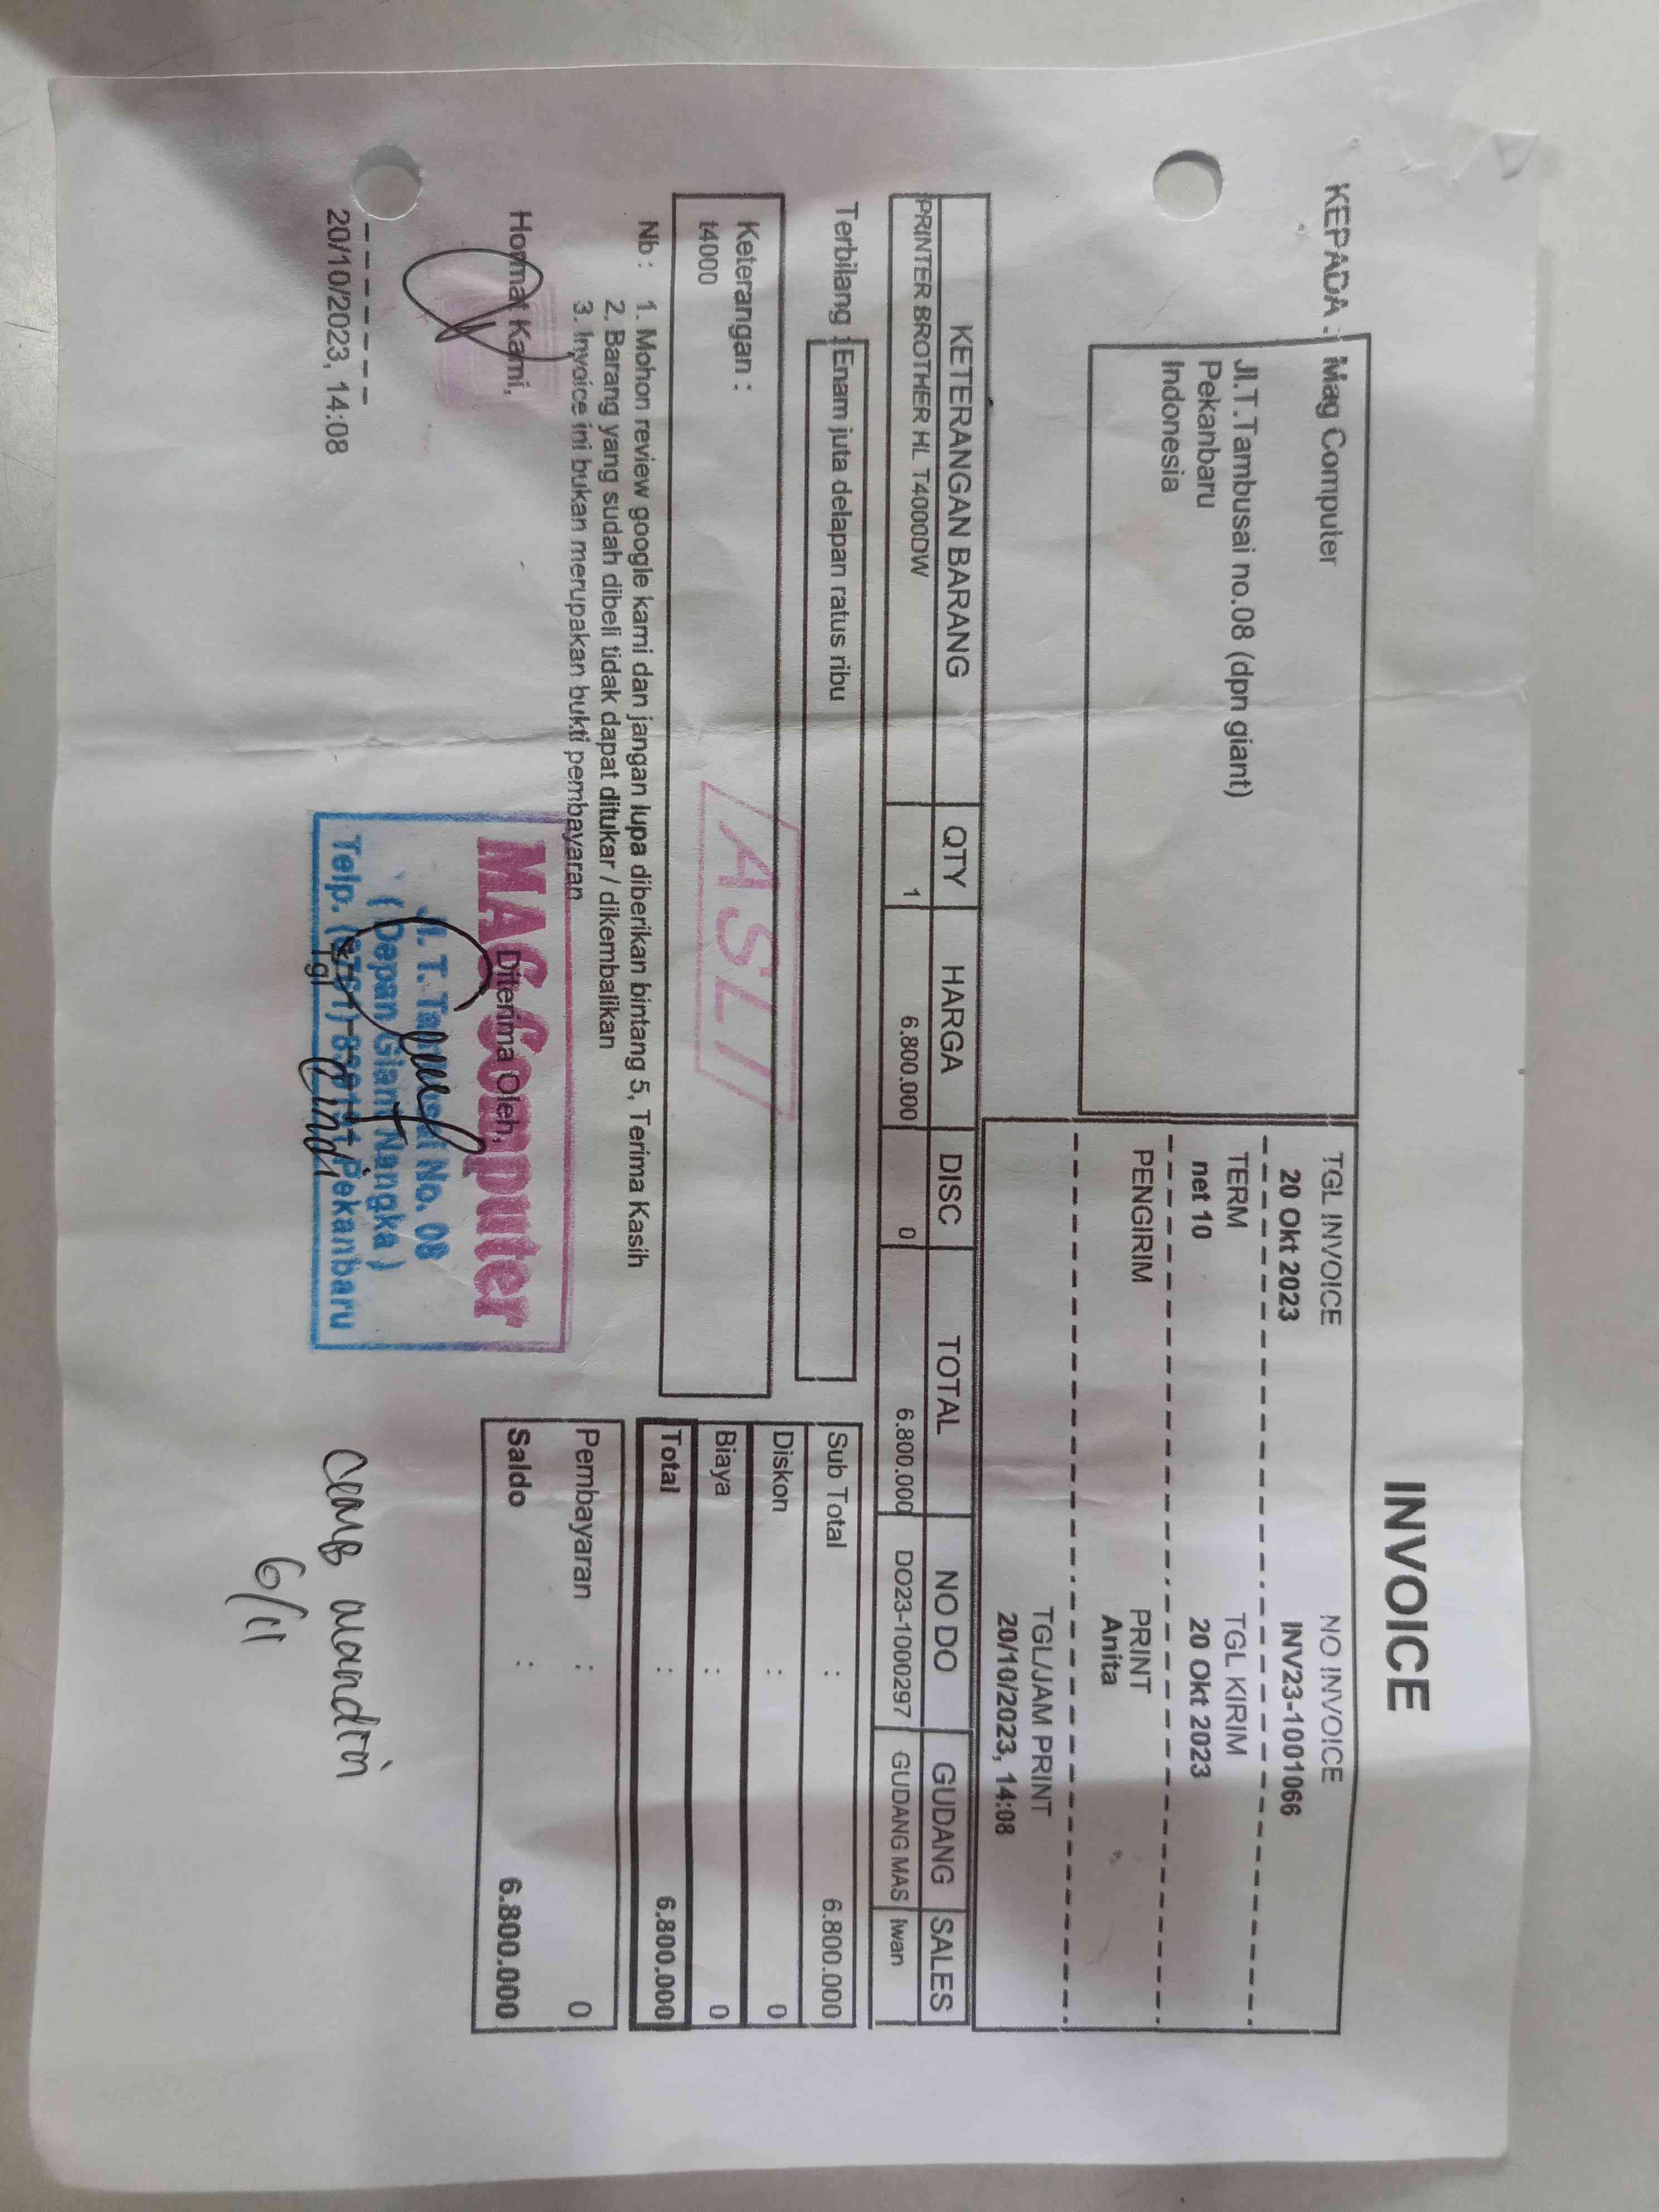 INVOICE
KEPADA : Mag Computer
Jl.T.Tambusai no.08 (dpn giant)
Pekanbaru
Indonesia
TGL INVOICE NO INVOICE
20 Okt 2023 INV23-1001066
TERM TGL KIRIM
net 10 20 Okt 2023
PENGIRIM PRINT
Anita
TGL/JAM PRINT
20/10/2023, 14:08
KETERANGAN BARANG QTY HARGA DISC TOTAL NO DO GUDANG SALES
PRINTER BROTHER HL T4000DW 1 6.800.000 0 6.800.000 DO23-1000297 GUDANG MAS Iwan
Terbilang : Enam juta delapan ratus ribu
Sub Total : 6.800.000
Diskon : 0
Biaya : 0
Total : 6.800.000
Pembayaran : 0
Saldo : 6.800.000
Keterangan :
t4000
ASLI
Nb : 1. Mohon review google kami dan jangan lupa diberikan bintang 5, Terima Kasih
2. Barang yang sudah dibeli tidak dapat ditukar / dikembalikan
3. Invoice ini bukan merupakan bukti pembayaran
Hormat Kami,
Diterima Oleh,
MAG Computer
Jl. T. Tambusai No. 08
( Depan Giant Nangka )
Telp. Pekanbaru
Tgl
20/10/2023, 14:08
mandiri
6/11